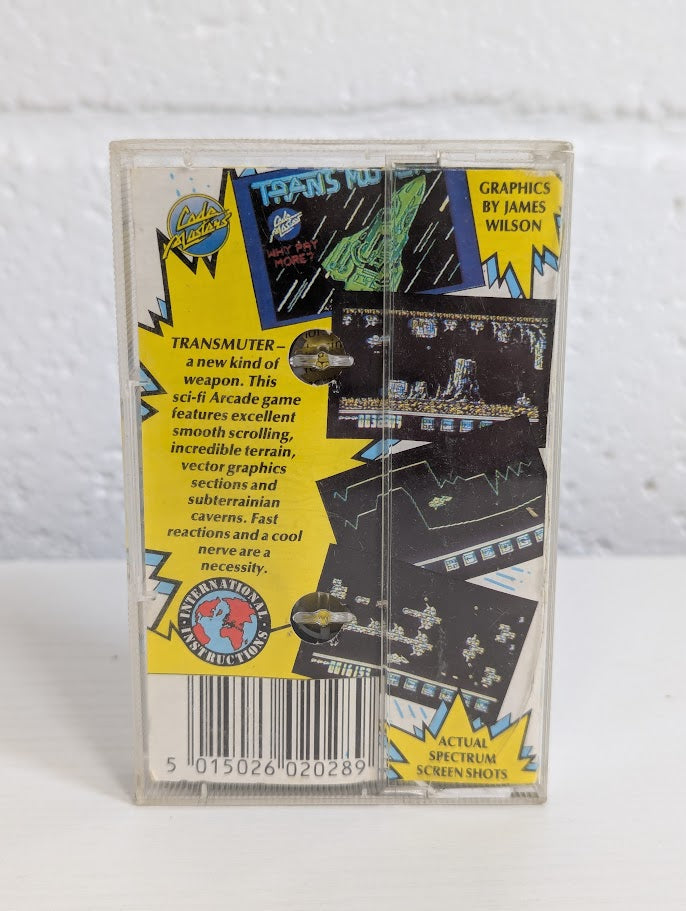 Code
Masters
TRANS MUTER
Code
Masters
WHY PAY
MORE?
GRAPHICS
BY JAMES
WILSON
TRANSMUTER–
a new kind of
weapon. This
sci-fi Arcade game
features excellent
smooth scrolling,
incredible terrain,
vector graphics
sections and
subterrainian
caverns. Fast
reactions and a cool
nerve are a
necessity.
INTERNATIONAL
INSTRUCTIONS
5 015026 020289
ACTUAL
SPECTRUM
SCREEN SHOTS